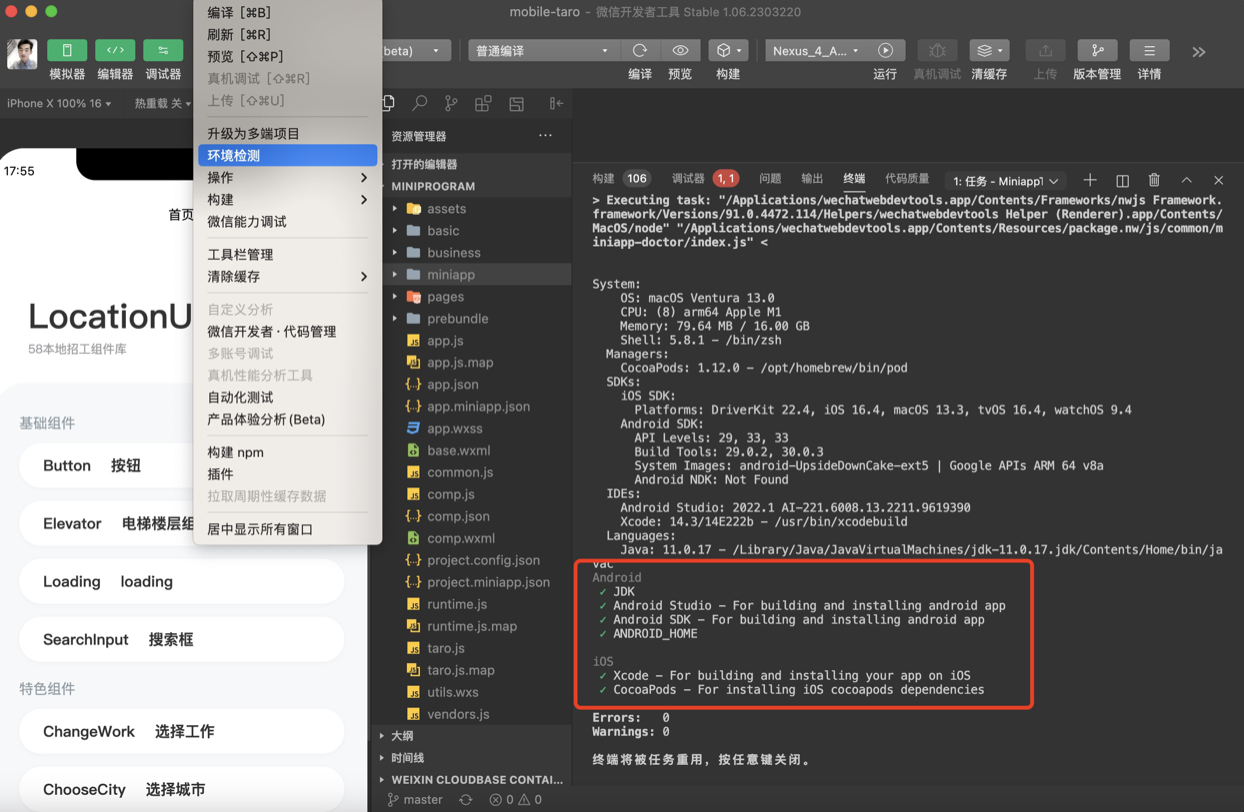 mobile-taro - 微信开发者工具 Stable 1.06.2303220
模拟器
编辑器
调试器
beta)
普通编译
Nexus_4_A...
编译
预览
构建
运行
真机调试
清缓存
上传
版本管理
详情
iPhone X 100% 16
热重载 关
编译 [⌘B]
刷新 [⌘R]
预览 [⇧⌘P]
真机调试 [⇧⌘R]
上传 [⇧⌘U]
升级为多端项目
环境检测
操作
构建
微信能力调试
工具栏管理
清除缓存
自定义分析
微信开发者·代码管理
多账号调试
真机性能分析工具
自动化测试
产品体验分析(Beta)
构建 npm
插件
拉取周期性缓存数据
居中显示所有窗口
17:55
首页
LocationU
58本地招工组件库
基础组件
Button 按钮
Elevator 电梯楼层组
Loading loading
SearchInput 搜索框
特色组件
ChangeWork 选择工作
ChooseCity 选择城市
资源管理器
打开的编辑器
MINIPROGRAM
assets
basic
business
miniapp
pages
prebundle
app.js
app.js.map
app.json
app.miniapp.json
app.wxss
base.wxml
common.js
comp.js
comp.json
comp.wxml
project.config.json
project.miniapp.json
runtime.js
runtime.js.map
taro.js
taro.js.map
utils.wxs
vendors.js
大纲
时间线
WEIXIN CLOUDBASE CONTAI...
master
0
0
构建 106 调试器 1, 1 问题 输出 终端 代码质量 1: 任务 - MiniappT
> Executing task: "/Applications/wechatwebdevtools.app/Contents/Frameworks/nwjs Framework.
framework/Versions/91.0.4472.114/Helpers/wechatwebdevtools Helper (Renderer).app/Contents/
MacOS/node" "/Applications/wechatwebdevtools.app/Contents/Resources/package.nw/js/common/m
iniapp-doctor/index.js" <
System:
OS: macOS Ventura 13.0
CPU: (8) arm64 Apple M1
Memory: 79.64 MB / 16.00 GB
Shell: 5.8.1 - /bin/zsh
Managers:
CocoaPods: 1.12.0 - /opt/homebrew/bin/pod
SDKs:
iOS SDK:
Platforms: DriverKit 22.4, iOS 16.4, macOS 13.3, tvOS 16.4, watchOS 9.4
Android SDK:
API Levels: 29, 33, 33
Build Tools: 29.0.2, 30.0.3
System Images: android-UpsideDownCake-ext5 | Google APIs ARM 64 v8a
Android NDK: Not Found
IDEs:
Android Studio: 2022.1 AI-221.6008.13.2211.9619390
Xcode: 14.3/14E222b - /usr/bin/xcodebuild
Languages:
Java: 11.0.17 - /Library/Java/JavaVirtualMachines/jdk-11.0.17.jdk/Contents/Home/bin/ja
vac
Android
✓ JDK
✓ Android Studio - For building and installing android app
✓ Android SDK - For building and installing android app
✓ ANDROID_HOME
iOS
✓ Xcode - For building and installing your app on iOS
✓ CocoaPods - For installing iOS cocoapods dependencies
Errors: 0
Warnings: 0
终端将被任务重用，按任意键关闭。